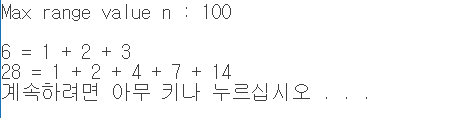 Max range value n : 100
6 = 1 + 2 + 3
28 = 1 + 2 + 4 + 7 + 14
계속하려면 아무 키나 누르십시오 . . .